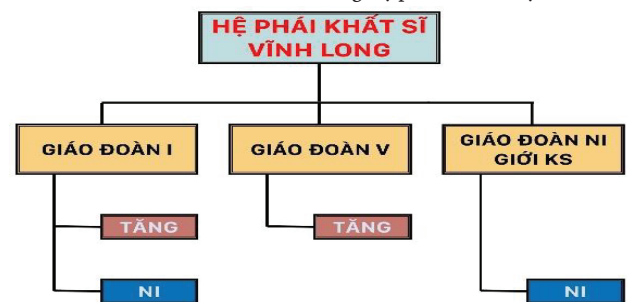 HỆ PHÁI KHẤT SĨ
VĨNH LONG
GIÁO ĐOÀN I
GIÁO ĐOÀN V
GIÁO ĐOÀN NI
GIỚI KS
TĂNG
TĂNG
NI
NI